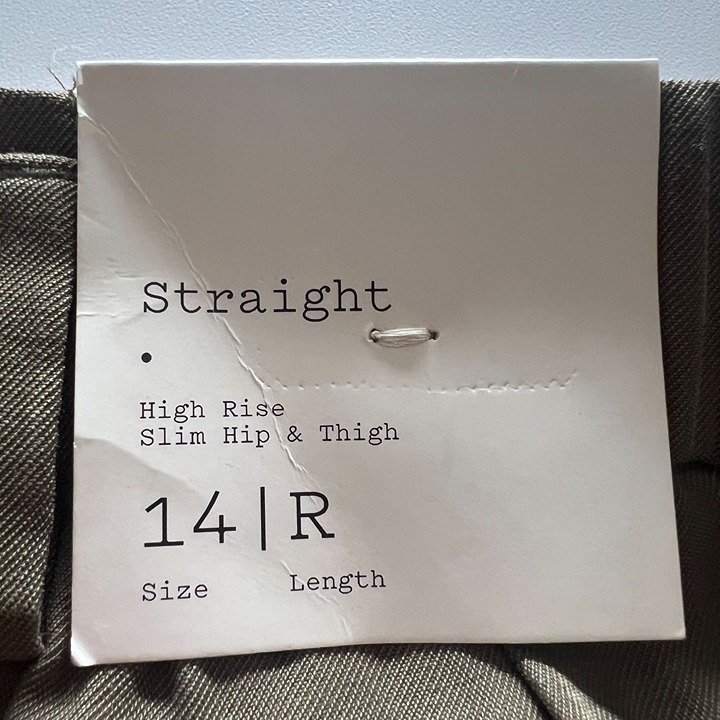 Straight
•
High Rise
Slim Hip & Thigh
14|R
Size Length